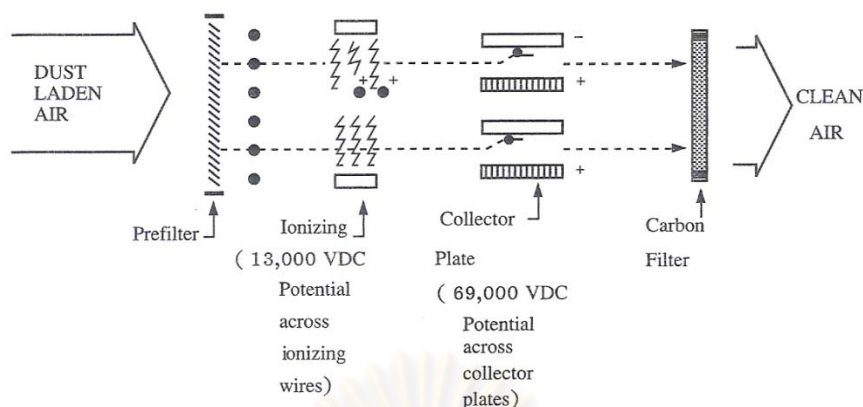 DUST
LADEN
AIR
+ +
−
+
+
CLEAN
AIR
Prefilter
Ionizing
( 13,000 VDC
Potential
across
ionizing
wires)
Collector
Plate
( 69,000 VDC
Potential
across
collector
plates)
Carbon
Filter